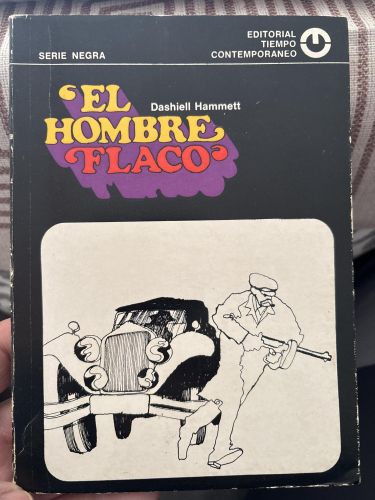 SERIE NEGRA
EDITORIAL
TIEMPO
CONTEMPORANEO
EL
HOMBRE
FLACO
Dashiell Hammett